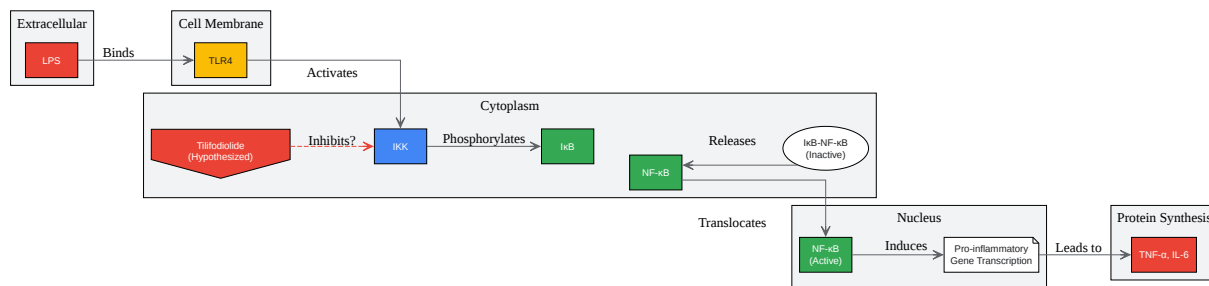 Extracellular
LPS
Binds
Cell Membrane
TLR4
Activates
Cytoplasm
Tilifodiolide
(Hypothesized)
Inhibits?
IKK
Phosphorylates
IκB
Releases
IκB-NF-κB
(Inactive)
NF-κB
Translocates
Nucleus
NF-κB
(Active)
Induces
Pro-inflammatory
Gene Transcription
Leads to
Protein Synthesis
TNF-α, IL-6